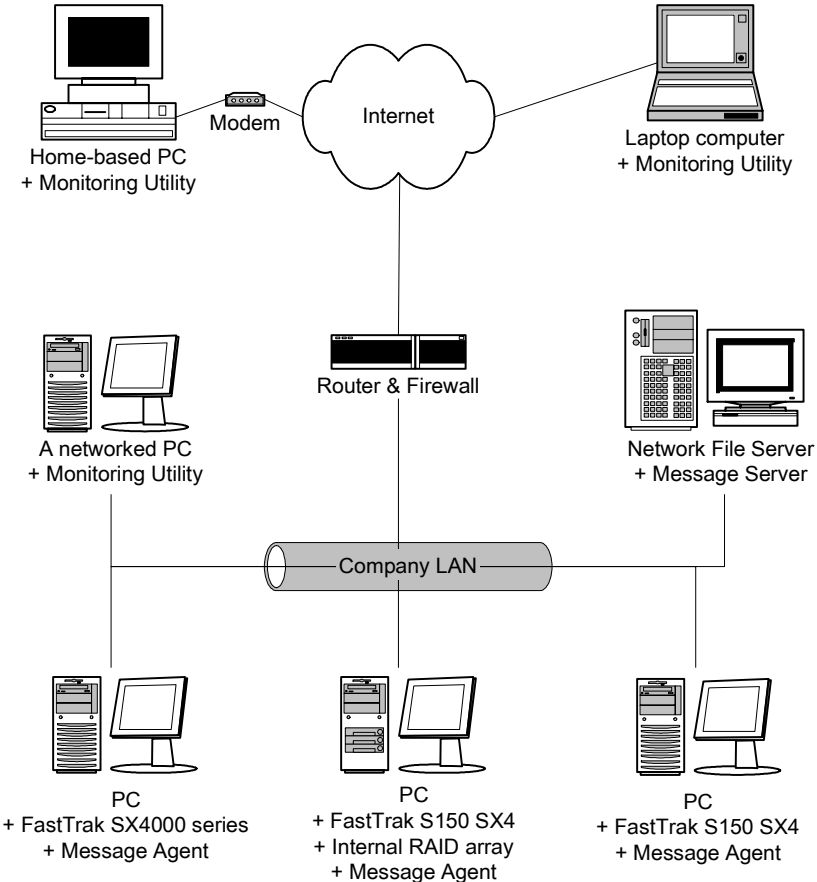 Internet
Modem
Home-based PC
+ Monitoring Utility
Laptop computer
+ Monitoring Utility
Router & Firewall
A networked PC
+ Monitoring Utility
Network File Server
+ Message Server
Company LAN
PC
+ FastTrak SX4000 series
+ Message Agent
PC
+ FastTrak S150 SX4
+ Internal RAID array
+ Message Agent
PC
+ FastTrak S150 SX4
+ Message Agent